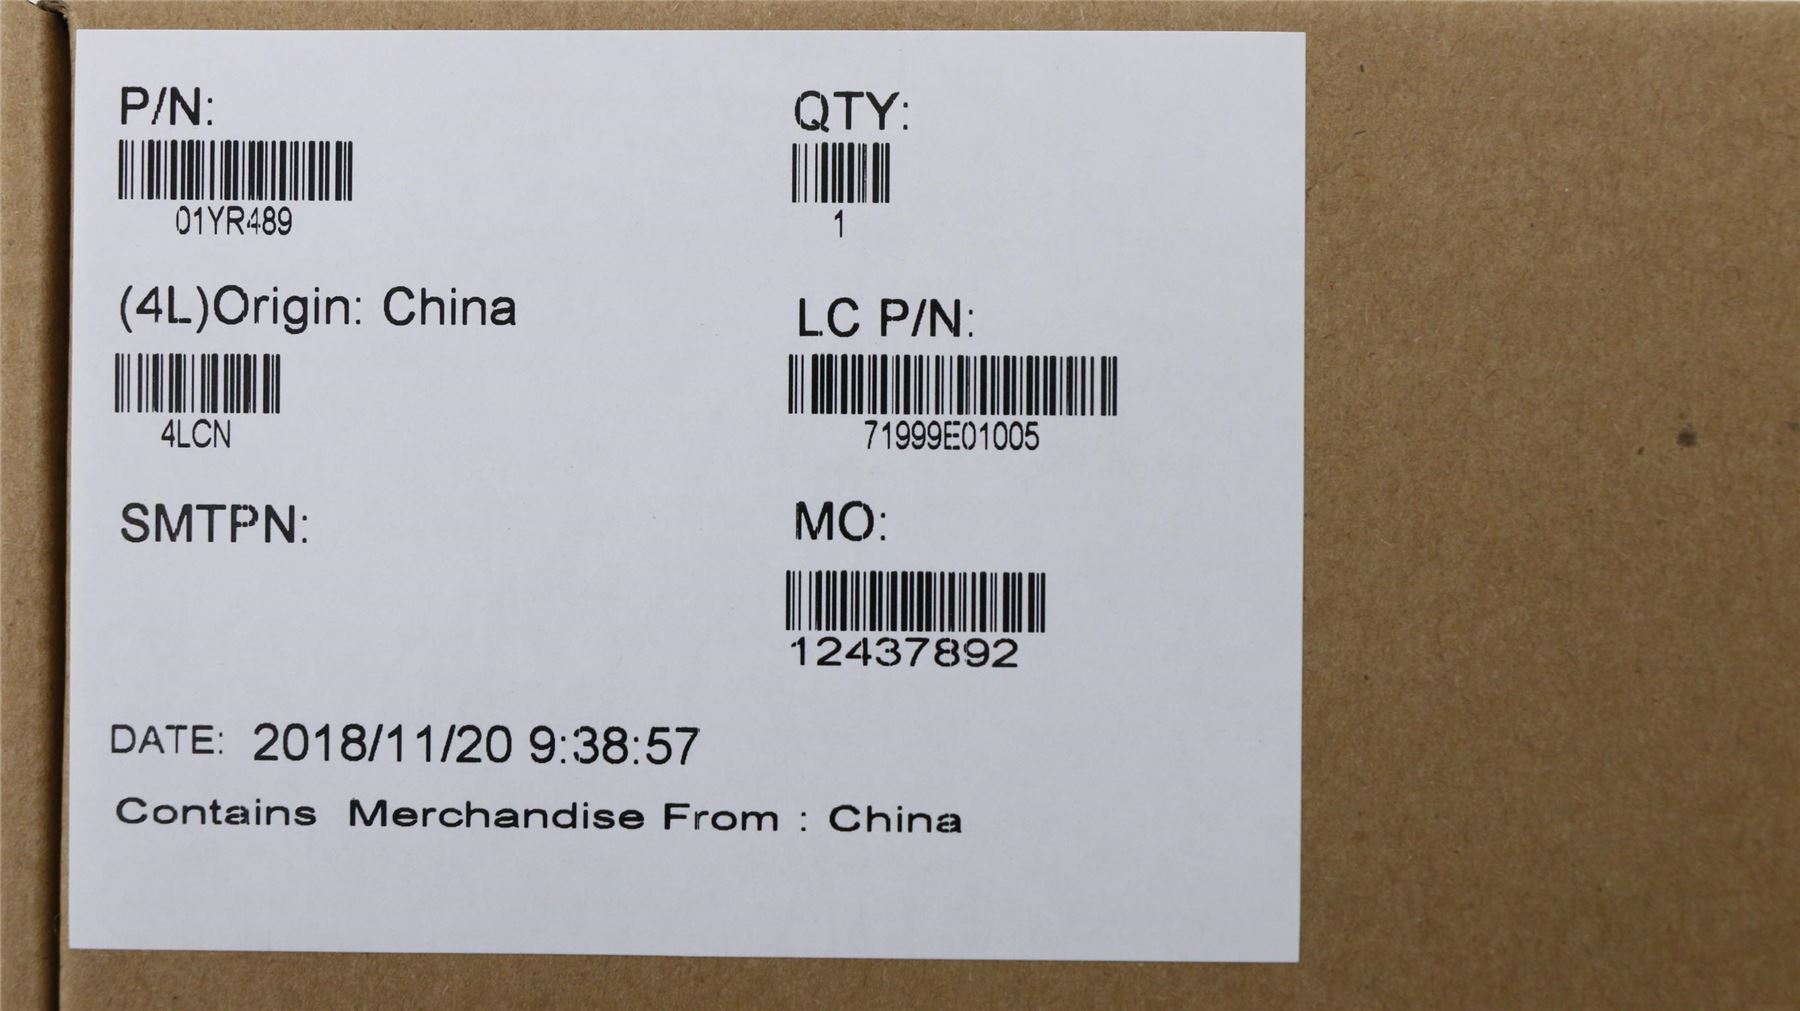 P/N:
QTY:
01YR489
1
(4L)Origin: China
LC P/N:
4LCN
71999E01005
SMTPN:
MO:
12437892
DATE: 2018/11/20 9:38:57
Contains Merchandise From : China